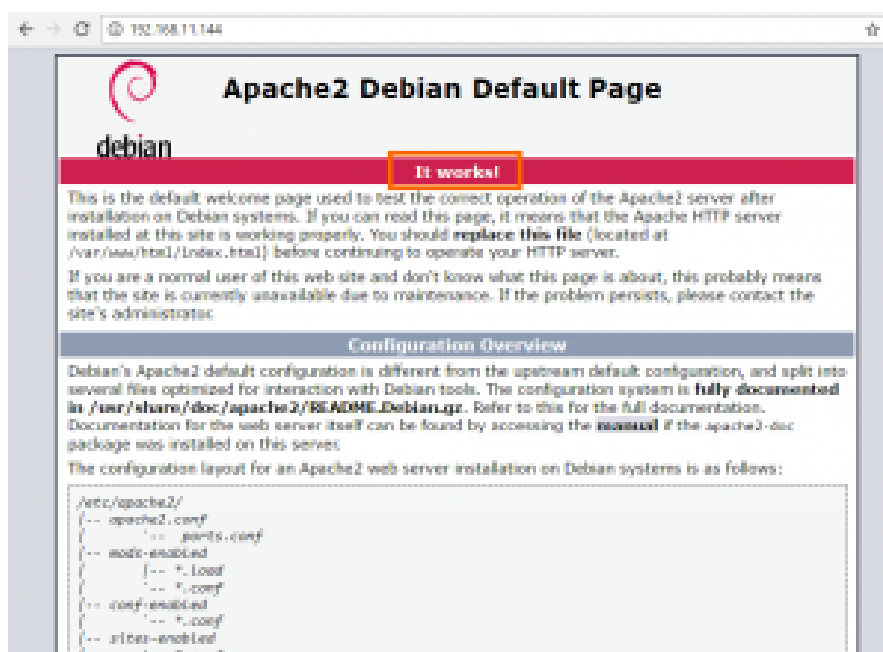 192.168.11.144
Apache2 Debian Default Page
debian
It works!
This is the default welcome page used to test the correct operation of the Apache2 server after
installation on Debian systems. If you can read this page, it means that the Apache HTTP server
installed at this site is working properly. You should replace this file (located at
/var/www/html/index.html) before continuing to operate your HTTP server.
If you are a normal user of this web site and don't know what this page is about, this probably means
that the site is currently unavailable due to maintenance. If the problem persists, please contact the
site's administrator.
Configuration Overview
Debian's Apache2 default configuration is different from the upstream default configuration, and split into
several files optimized for interaction with Debian tools. The configuration system is fully documented
in /usr/share/doc/apache2/README.Debian.gz. Refer to this for the full documentation.
Documentation for the web server itself can be found by accessing the manual if the apache2-doc
package was installed on this server.
The configuration layout for an Apache2 web server installation on Debian systems is as follows:
/etc/apache2/
|-- apache2.conf
|       `--  ports.conf
|-- mods-enabled
|       |-- *.load
|       `-- *.conf
|-- conf-enabled
|       `-- *.conf
|-- sites-enabled